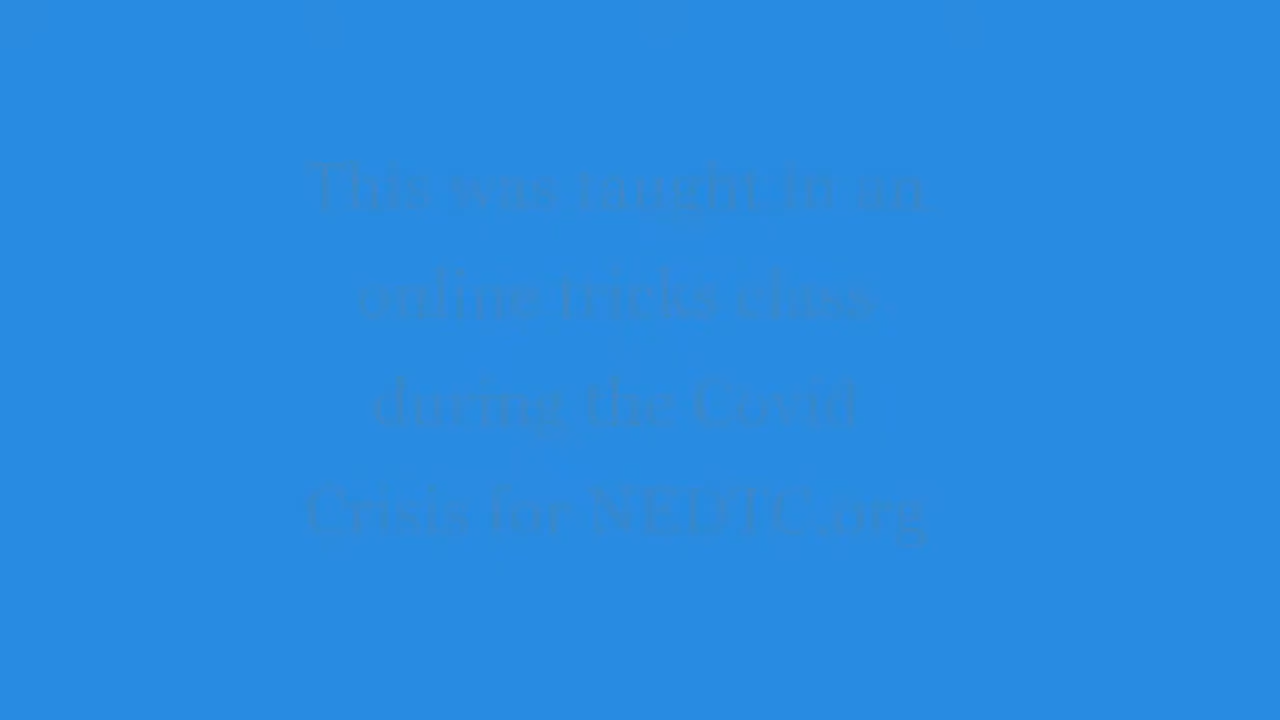 This was taught in an
online tricks class
during the Covid
Crisis for NEDTC.org